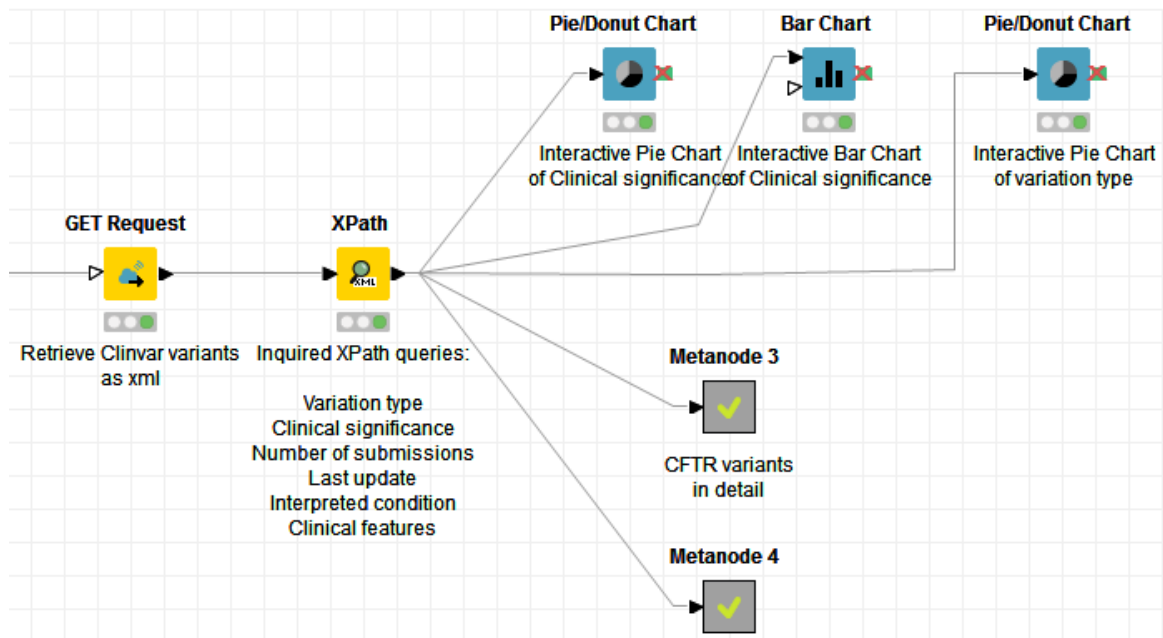 Pie/Donut Chart
Bar Chart
Pie/Donut Chart
Interactive Pie Chart
of Clinical significance
Interactive Bar Chart
of Clinical significance
Interactive Pie Chart
of variation type
GET Request
XPath
XML
Retrieve Clinvar variants
as xml
Inquired XPath queries:
Variation type
Clinical significance
Number of submissions
Last update
Interpreted condition
Clinical features
Metanode 3
CFTR variants
in detail
Metanode 4